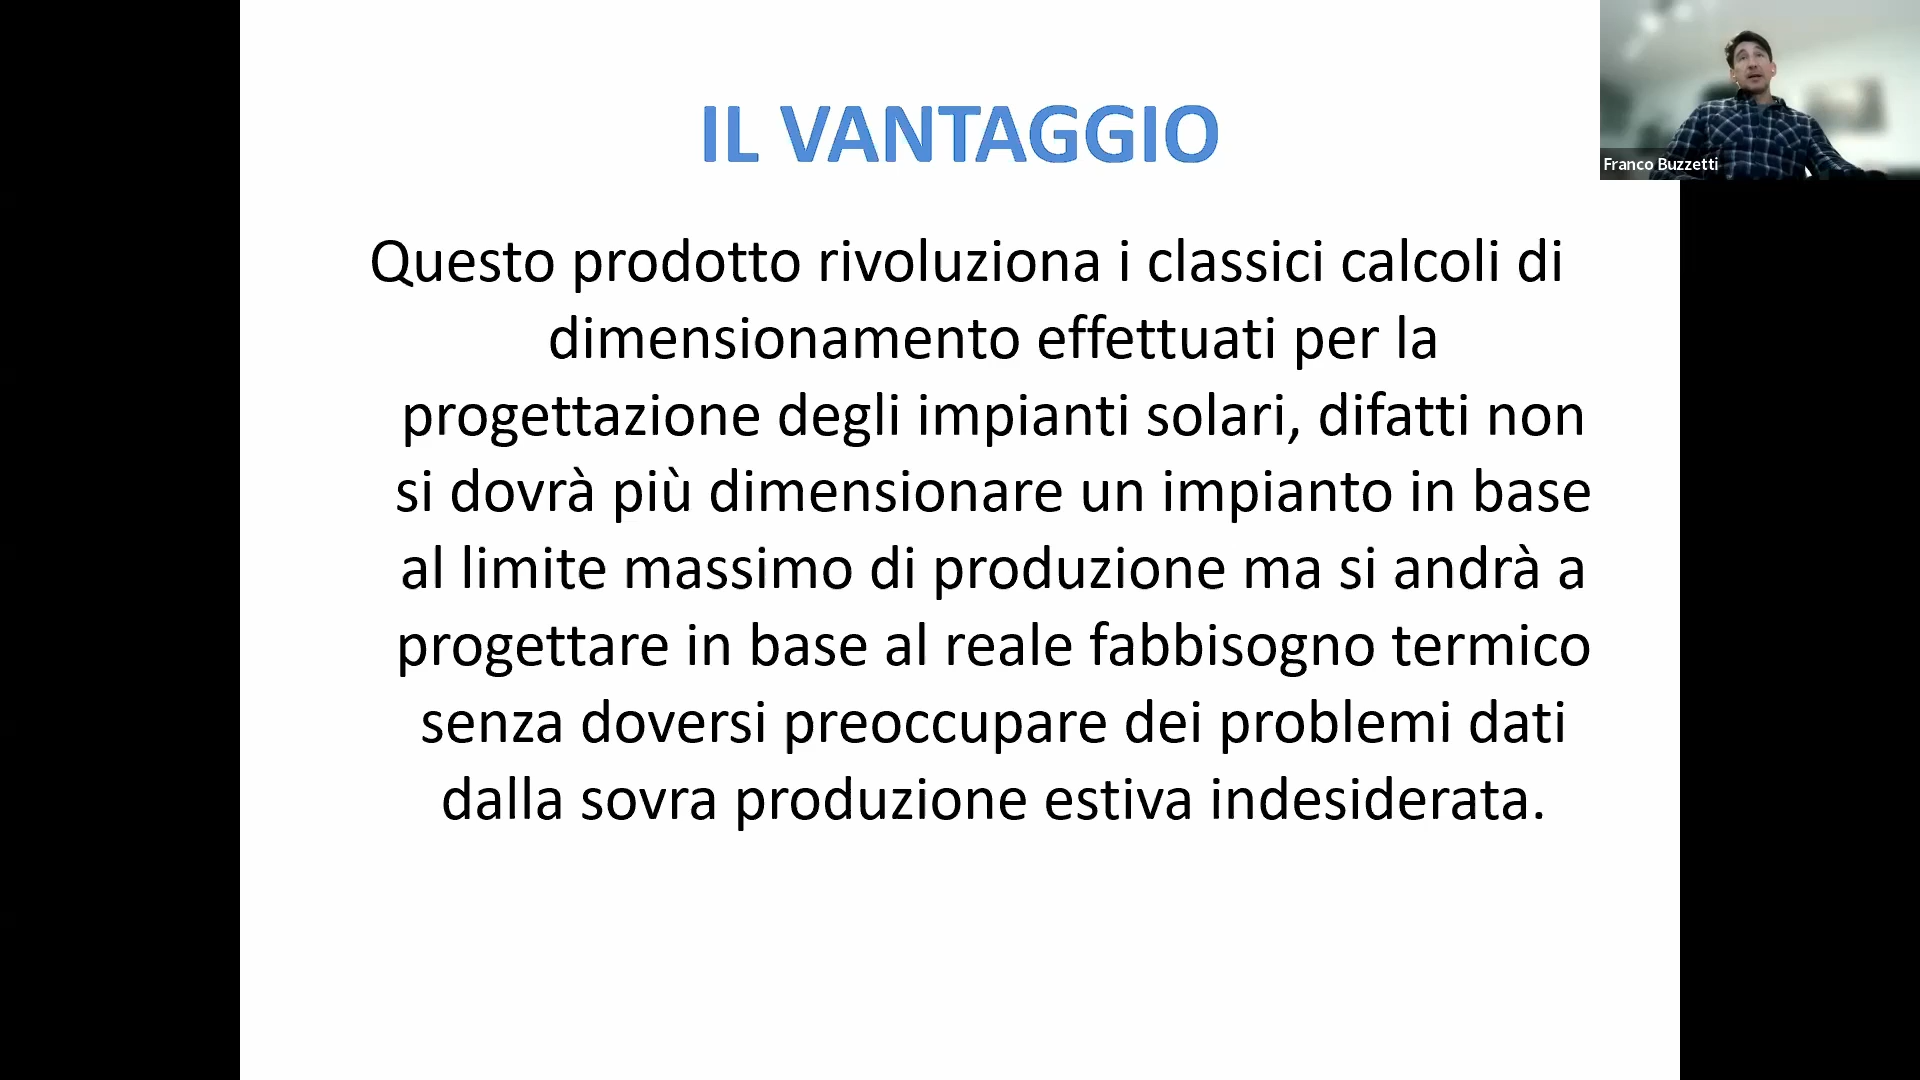 IL VANTAGGIO
Franco Buzzetti
Questo prodotto rivoluziona i classici calcoli di
dimensionamento effettuati per la
progettazione degli impianti solari, difatti non
si dovrà più dimensionare un impianto in base
al limite massimo di produzione ma si andrà a
progettare in base al reale fabbisogno termico
senza doversi preoccupare dei problemi dati
dalla sovra produzione estiva indesiderata.